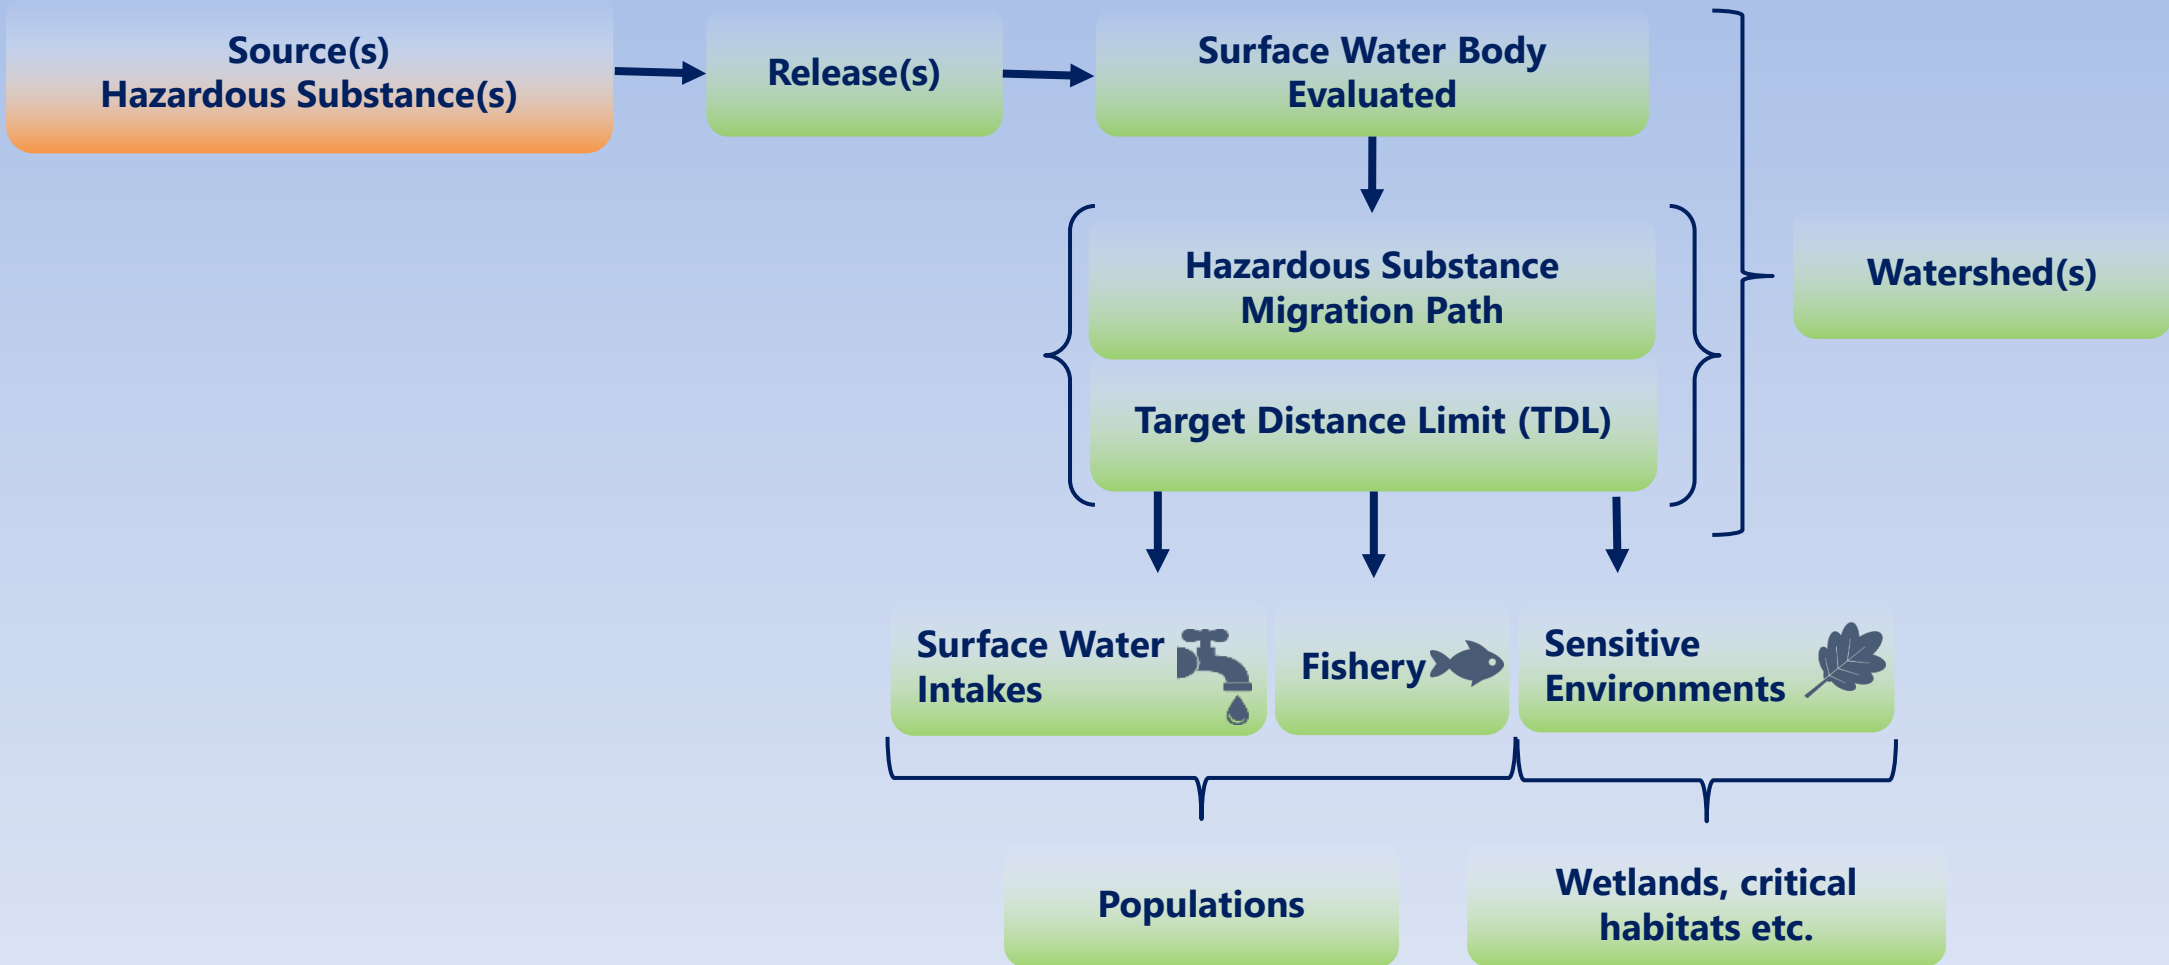 Source(s)
Hazardous Substance(s)
Release(s)
Surface Water Body
Evaluated
Hazardous Substance
Migration Path
Target Distance Limit (TDL)
Watershed(s)
Surface Water
Intakes
Fishery
Sensitive
Environments
Populations
Wetlands, critical
habitats etc.